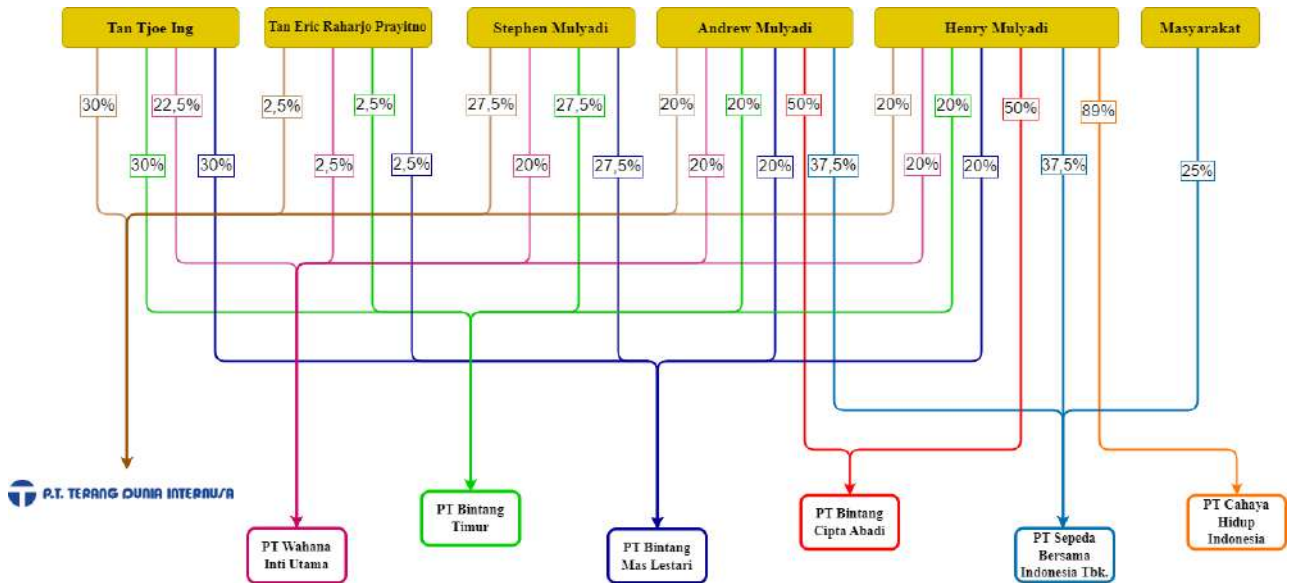 Tan Tjoe Ing
Tan Eric Raharjo Prayitno
Stephen Mulyadi
Andrew Mulyadi
Henry Mulyadi
Masyarakat
30%
22,5%
2,5%
2,5%
27,5%
27,5%
20%
20%
50%
20%
20%
50%
89%
30%
30%
2,5%
2,5%
20%
27,5%
20%
20%
37,5%
20%
20%
37,5%
25%
P.T. TERANG DUNIA INTERNUSA
PT Wahana
Inti Utama
PT Bintang
Timur
PT Bintang
Mas Lestari
PT Bintang
Cipta Abadi
PT Sepeda
Bersama
Indonesia Tbk.
PT Cahaya
Hidup
Indonesia